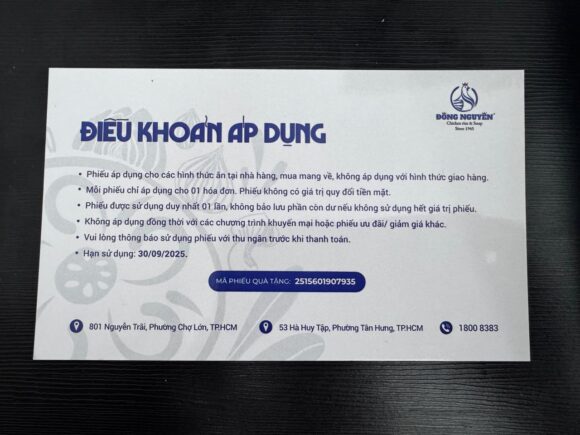 ĐÔNG NGUYÊN
Chicken rice & Soup
Since 1945
ĐIỀU KHOẢN ÁP DỤNG
• Phiếu áp dụng cho các hình thức ăn tại nhà hàng, mua mang về, không áp dụng với hình thức giao hàng.
• Mỗi phiếu chỉ áp dụng cho 01 hóa đơn. Phiếu không có giá trị quy đổi tiền mặt.
• Phiếu được sử dụng duy nhất 01 lần, không bảo lưu phần còn dư nếu không sử dụng hết giá trị phiếu.
• Không áp dụng đồng thời với các chương trình khuyến mại hoặc phiếu ưu đãi/ giảm giá khác.
• Vui lòng thông báo sử dụng phiếu với thu ngân trước khi thanh toán.
• Hạn sử dụng: 30/09/2025.
MÃ PHIẾU QUÀ TẶNG: 2515601907935
801 Nguyễn Trãi, Phường Chợ Lớn, TP.HCM
53 Hà Huy Tập, Phường Tân Hưng, TP.HCM
1800 8383